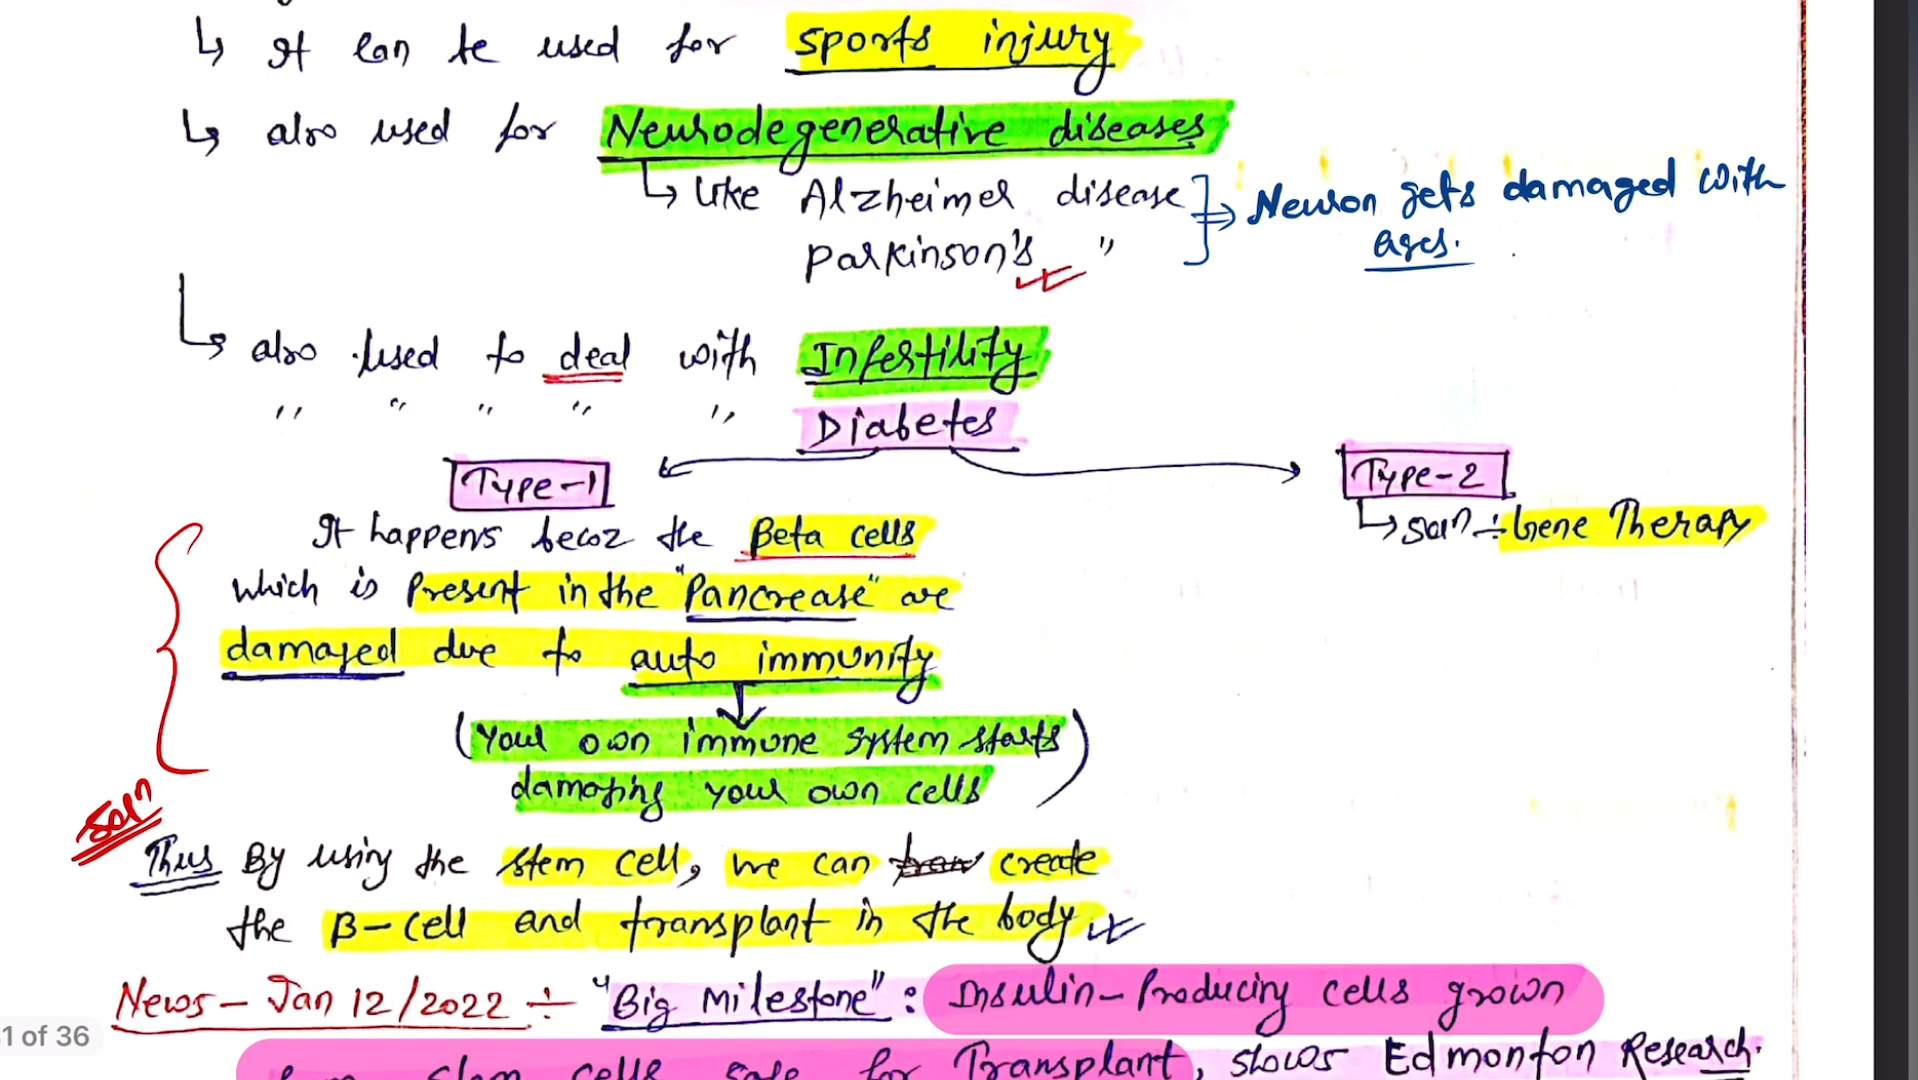 ↳ It can be used for sports injury
↳ also used for Neurodegenerative diseases
↳ like Alzheimer disease ] ⇒ Neuron gets damaged with
Parkinson's " ages.
↳ also used to deal with Infertility
" " " " " Diabetes
Type-1 Type-2
↳ soln ÷ Gene Therapy
It happens becoz the Beta cells
which is Present in the "Pancrease" are
damaged due to auto immunity
(Your own immune system starts
damaging your own cells)
Soln
Thus By using the stem cell, we can create
the B-cell and transplant in the body
News - Jan 12/2022 ÷ "Big Milestone" : Insulin-Producing cells grown
from stem cells safe for Transplant, shows Edmonton Research.
1 of 36